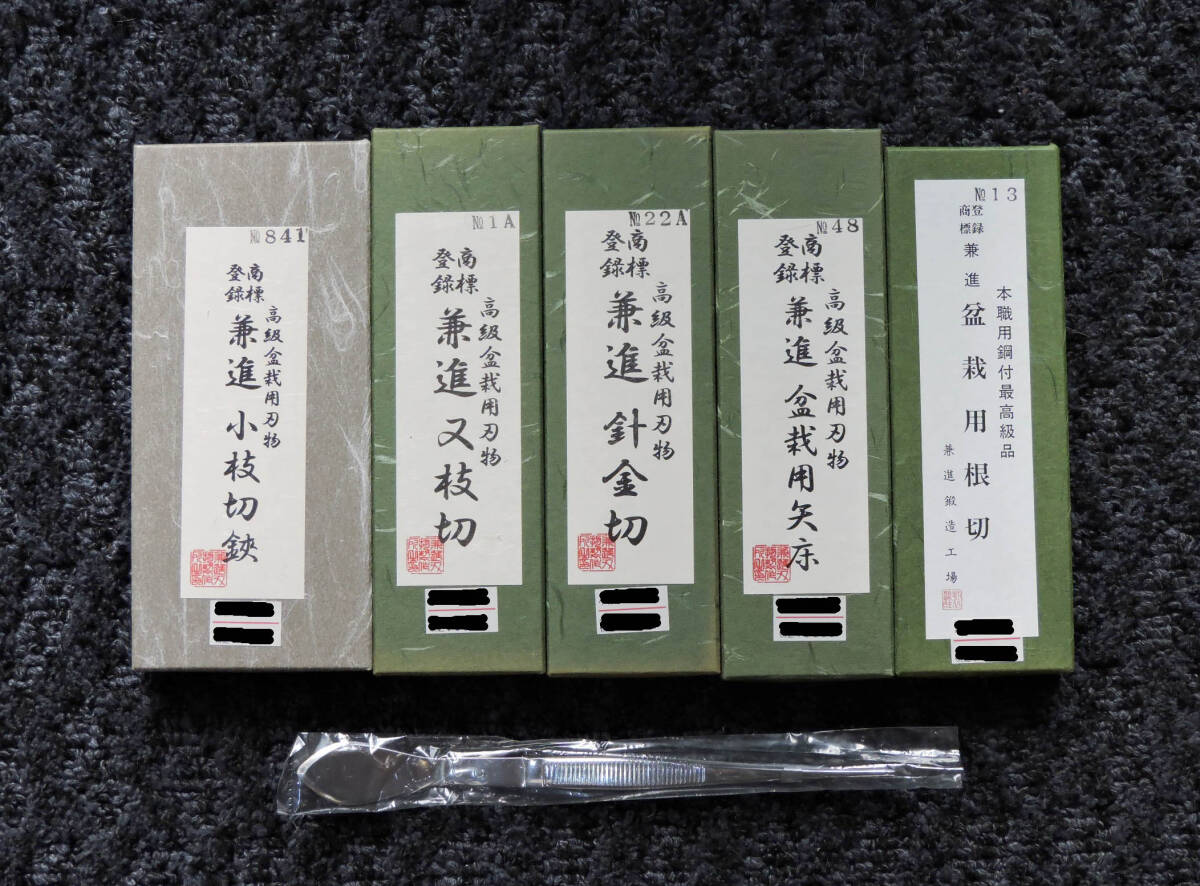 №841
登録
商標
高級盆栽用刃物
兼進 小枝切鋏
№1A
登録
商標
高級盆栽用刃物
兼進 又枝切
№22A
登録
商標
高級盆栽用刃物
兼進 針金切
№48
登録
商標
高級盆栽用刃物
兼進 盆栽用矢床
№13
登録
商標
兼進 盆栽用根切
本職用鋼付最高級品
兼進鍛造工場